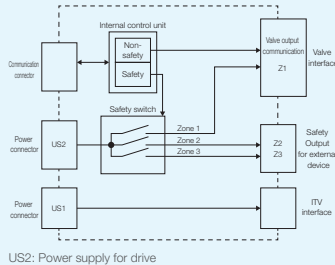 Internal control unit
Non-
safety
Safety
Communication
connector
Valve output
communication
Z1
Valve
interface
Safety switch
Zone 1
Zone 2
Zone 3
Power
connector
US2
Z2
Z3
Safety
Output
for external
device
Power
connector
US1
ITV
interface
US2: Power supply for drive